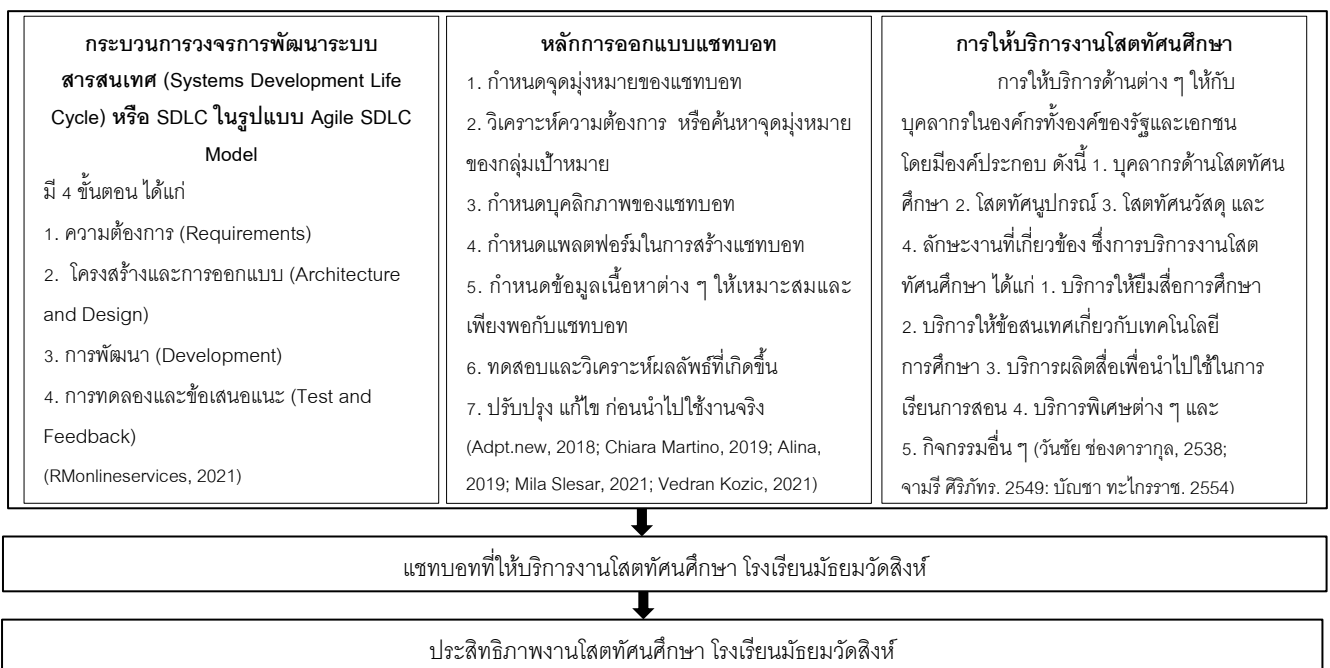 กระบวนการวงจรการพัฒนาระบบ
สารสนเทศ (Systems Development Life
Cycle) หรือ SDLC ในรูปแบบ Agile SDLC
Model
มี 4 ขั้นตอน ได้แก่
1. ความต้องการ (Requirements)
2. โครงสร้างและการออกแบบ (Architecture
and Design)
3. การพัฒนา (Development)
4. การทดลองและข้อเสนอแนะ (Test and
Feedback)
(RMonlineservices, 2021)
หลักการออกแบบแชทบอท
1. กำหนดจุดมุ่งหมายของแชทบอท
2. วิเคราะห์ความต้องการ หรือค้นหาจุดมุ่งหมาย
ของกลุ่มเป้าหมาย
3. กำหนดบุคลิกภาพของแชทบอท
4. กำหนดแพลตฟอร์มในการสร้างแชทบอท
5. กำหนดข้อมูลเนื้อหาต่าง ๆ ให้เหมาะสมและ
เพียงพอกับแชทบอท
6. ทดสอบและวิเคราะห์ผลลัพธ์ที่เกิดขึ้น
7. ปรับปรุง แก้ไข ก่อนนำไปใช้งานจริง
(Adpt.new, 2018; Chiara Martino, 2019; Alina,
2019; Mila Slesar, 2021; Vedran Kozic, 2021)
การให้บริการงานโสตทัศนศึกษา
การให้บริการด้านต่าง ๆ ให้กับ
บุคลากรในองค์กรทั้งองค์ของรัฐและเอกชน
โดยมีองค์ประกอบ ดังนี้ 1. บุคลากรด้านโสตทัศน
ศึกษา 2. โสตทัศนูปกรณ์ 3. โสตทัศนวัสดุ และ
4. ลักษะงานที่เกี่ยวข้อง ซึ่งการบริการงานโสต
ทัศนศึกษา ได้แก่ 1. บริการให้ยืมสื่อการศึกษา
2. บริการให้ข้อสนเทศเกี่ยวกับเทคโนโลยี
การศึกษา 3. บริการผลิตสื่อเพื่อนำไปใช้ในการ
เรียนการสอน 4. บริการพิเศษต่าง ๆ และ
5. กิจกรรมอื่น ๆ (วันชัย ช่องดารากุล, 2538;
จามรี ศิริภัทร. 2549: บัญชา ทะไกรราช. 2554)
แชทบอทที่ให้บริการงานโสตทัศนศึกษา โรงเรียนมัธยมวัดสิงห์
ประสิทธิภาพงานโสตทัศนศึกษา โรงเรียนมัธยมวัดสิงห์